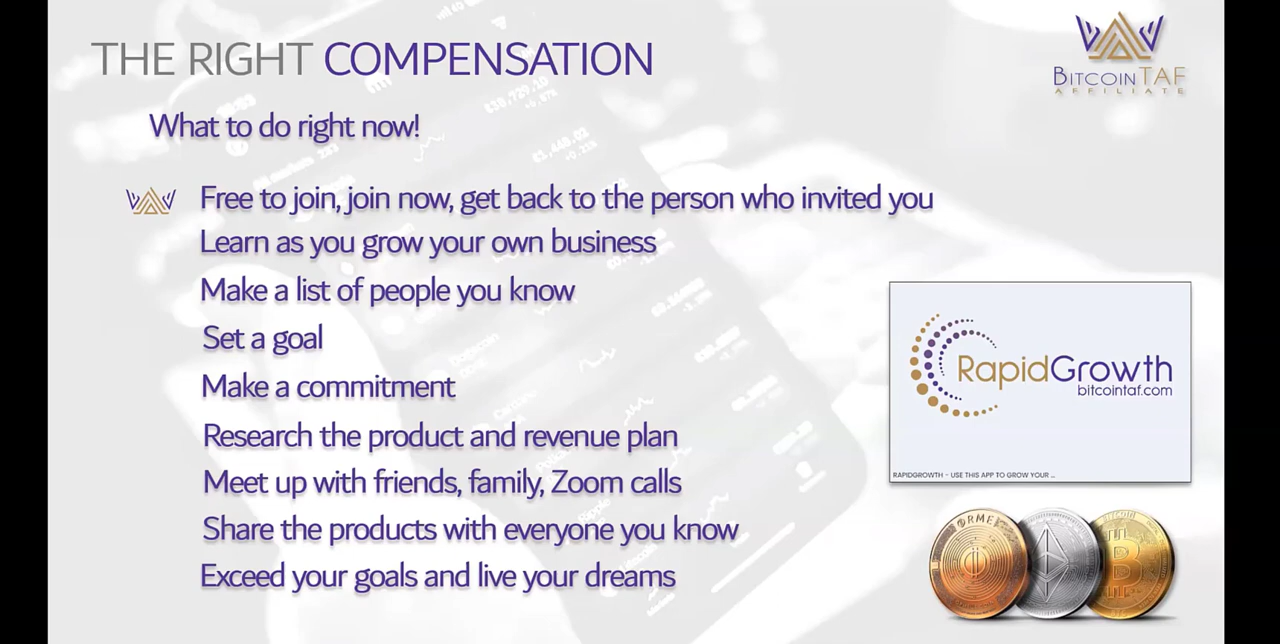 THE RIGHT COMPENSATION
BITCOINTAF
AFFILIATE
What to do right now!
Free to join, join now, get back to the person who invited you
Learn as you grow your own business
Make a list of people you know
Set a goal
Make a commitment
Research the product and revenue plan
Meet up with friends, family, Zoom calls
Share the products with everyone you know
Exceed your goals and live your dreams
RapidGrowth
bitcointaf.com
RAPIDGROWTH - USE THIS APP TO GROW YOUR ...
ORME
bitcoin